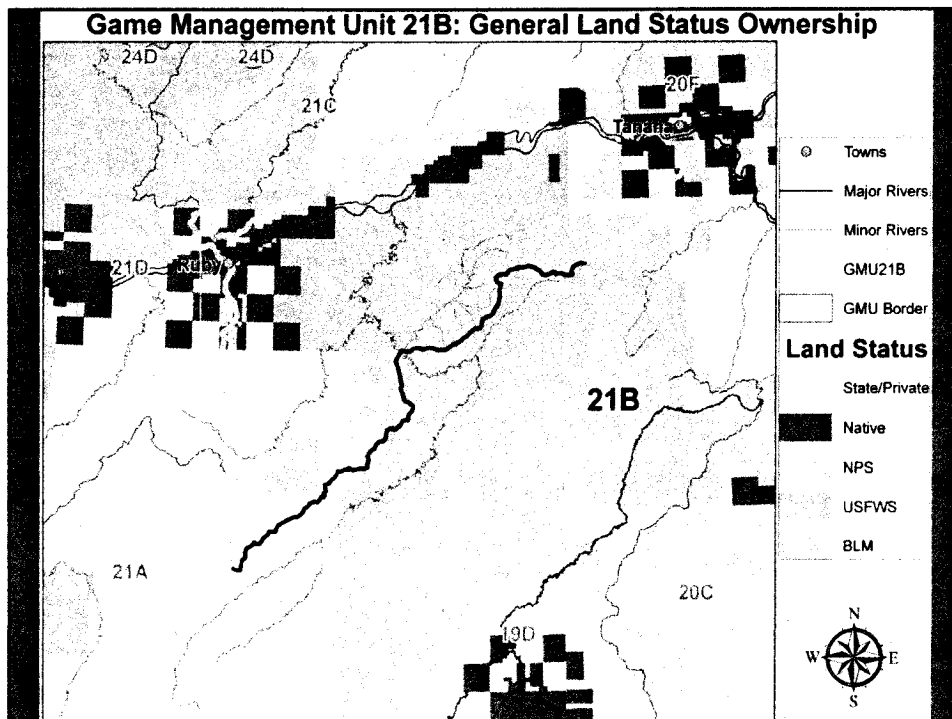 Game Management Unit 21B: General Land Status Ownership
24D
24D
21C
20F
Tanana
21D
Ruby
21B
21A
20C
19D
Towns
Major Rivers
Minor Rivers
GMU21B
GMU Border
Land Status
State/Private
Native
NPS
USFWS
BLM
N
W
E
S